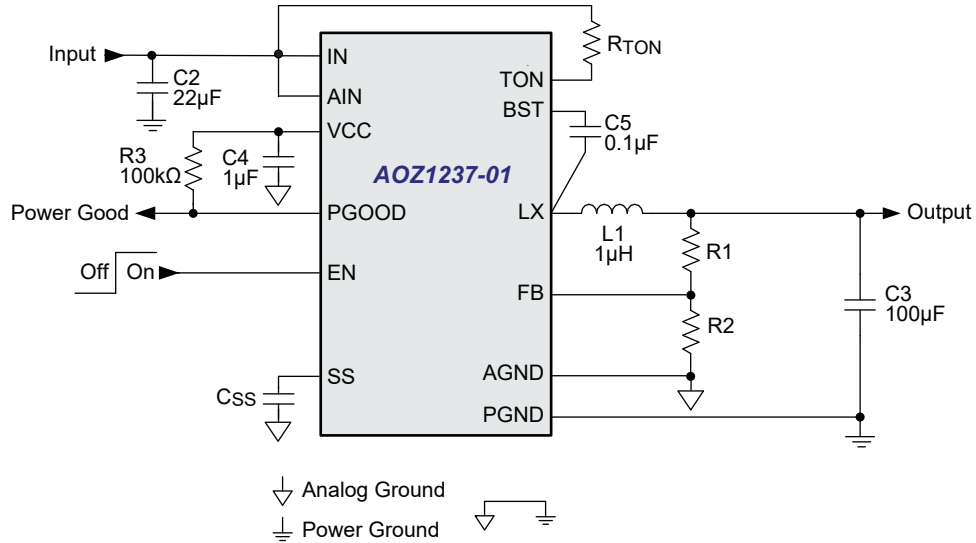 Input
C2
22µF
R3
100kΩ
C4
1µF
Power Good
Off
On
CSS
IN
AIN
VCC
PGOOD
EN
SS
AOZ1237-01
TON
BST
LX
FB
AGND
PGND
RTON
C5
0.1µF
L1
1µH
R1
R2
C3
100µF
Output
Analog Ground
Power Ground